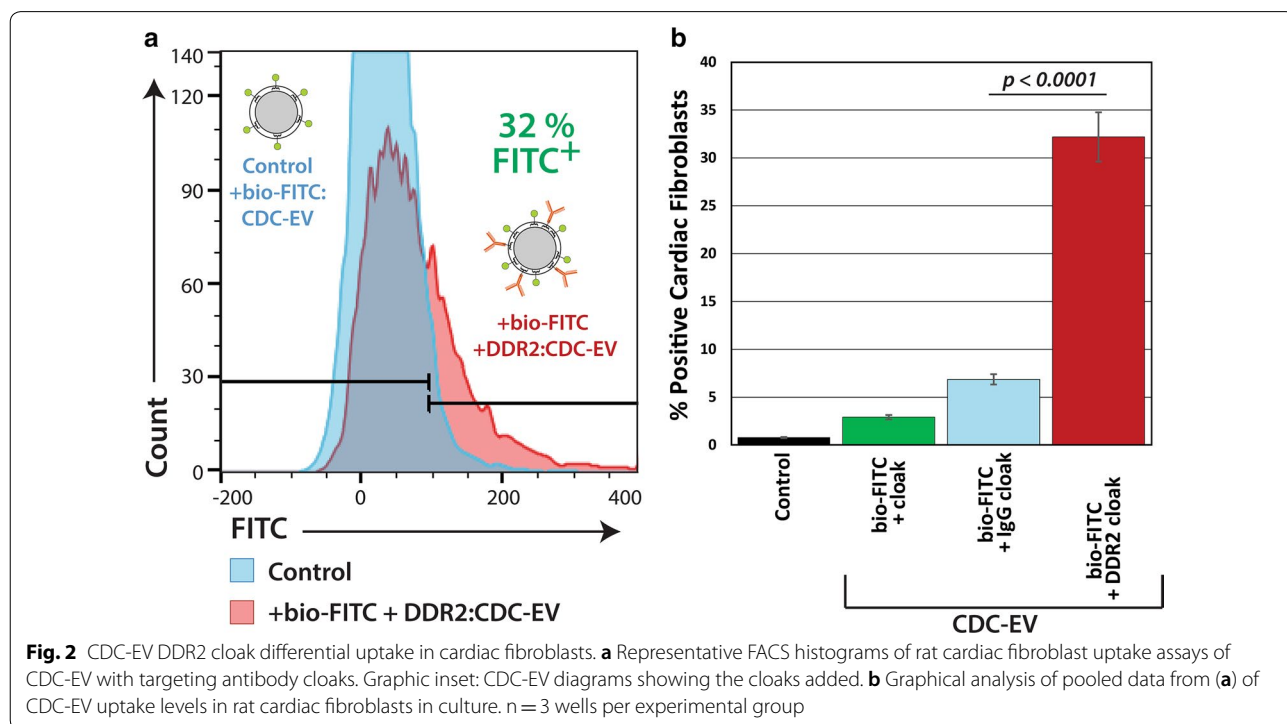 a
140
120
90
60
30
0
Count
-200
0
200
400
FITC
Control
+bio-FITC:
CDC-EV
32 %
FITC+
+bio-FITC
+DDR2:CDC-EV
Control
+bio-FITC + DDR2:CDC-EV
b
p < 0.0001
% Positive Cardiac Fibroblasts
40
35
30
25
20
15
10
5
0
Control
bio-FITC
+ cloak
bio-FITC
+ IgG cloak
bio-FITC
+ DDR2 cloak
CDC-EV
Fig. 2 CDC-EV DDR2 cloak differential uptake in cardiac fibroblasts. a Representative FACS histograms of rat cardiac fibroblast uptake assays of
CDC-EV with targeting antibody cloaks. Graphic inset: CDC-EV diagrams showing the cloaks added. b Graphical analysis of pooled data from (a) of
CDC-EV uptake levels in rat cardiac fibroblasts in culture. n = 3 wells per experimental group